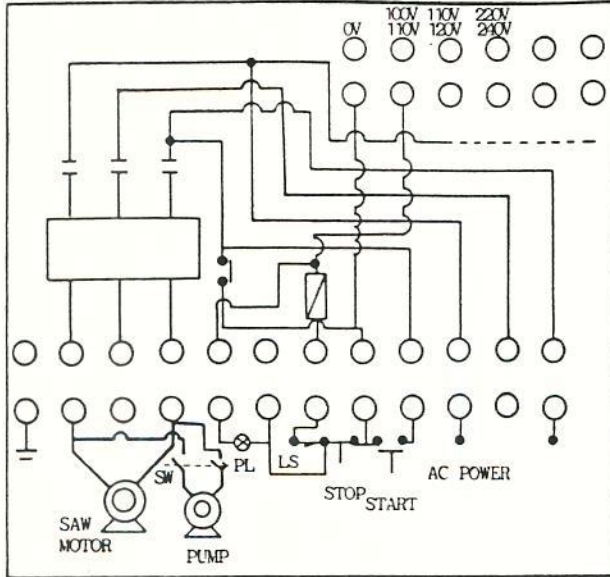 100V 110V 220V
0V 110V 120V 240V
SW PL LS
STOP
START
AC POWER
SAW
MOTOR
PUMP